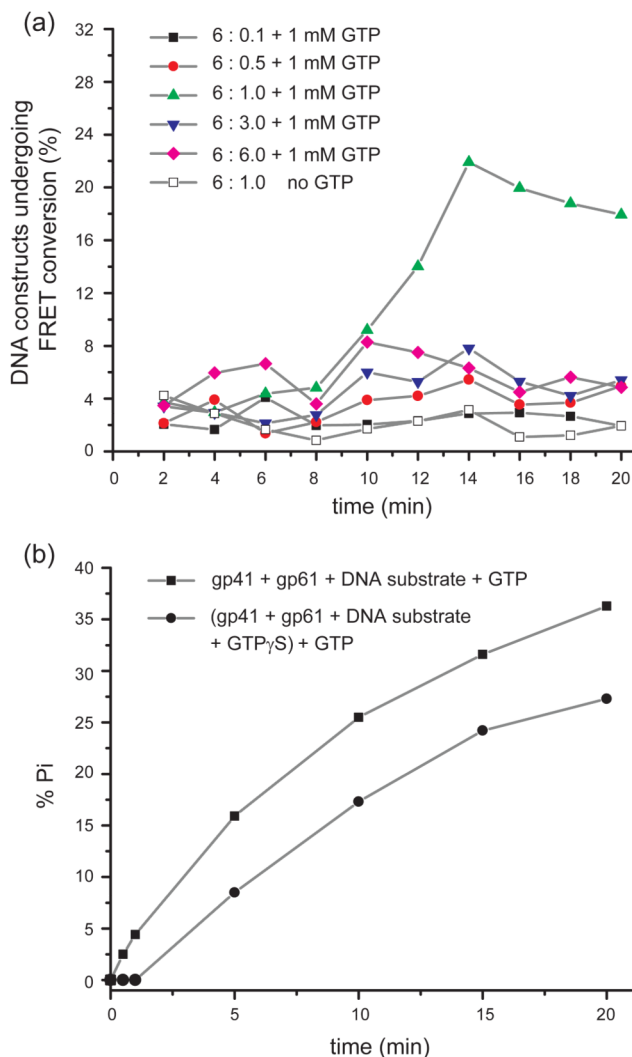 (a)
32
28
24
20
16
12
8
4
0
DNA constructs undergoing
FRET conversion (%)
6 : 0.1 + 1 mM GTP
6 : 0.5 + 1 mM GTP
6 : 1.0 + 1 mM GTP
6 : 3.0 + 1 mM GTP
6 : 6.0 + 1 mM GTP
6 : 1.0 no GTP
0 2 4 6 8 10 12 14 16 18 20
time (min)
(b)
40
35
30
25
20
15
10
5
0
% Pi
gp41 + gp61 + DNA substrate + GTP
(gp41 + gp61 + DNA substrate
+ GTPγS) + GTP
0 5 10 15 20
time (min)